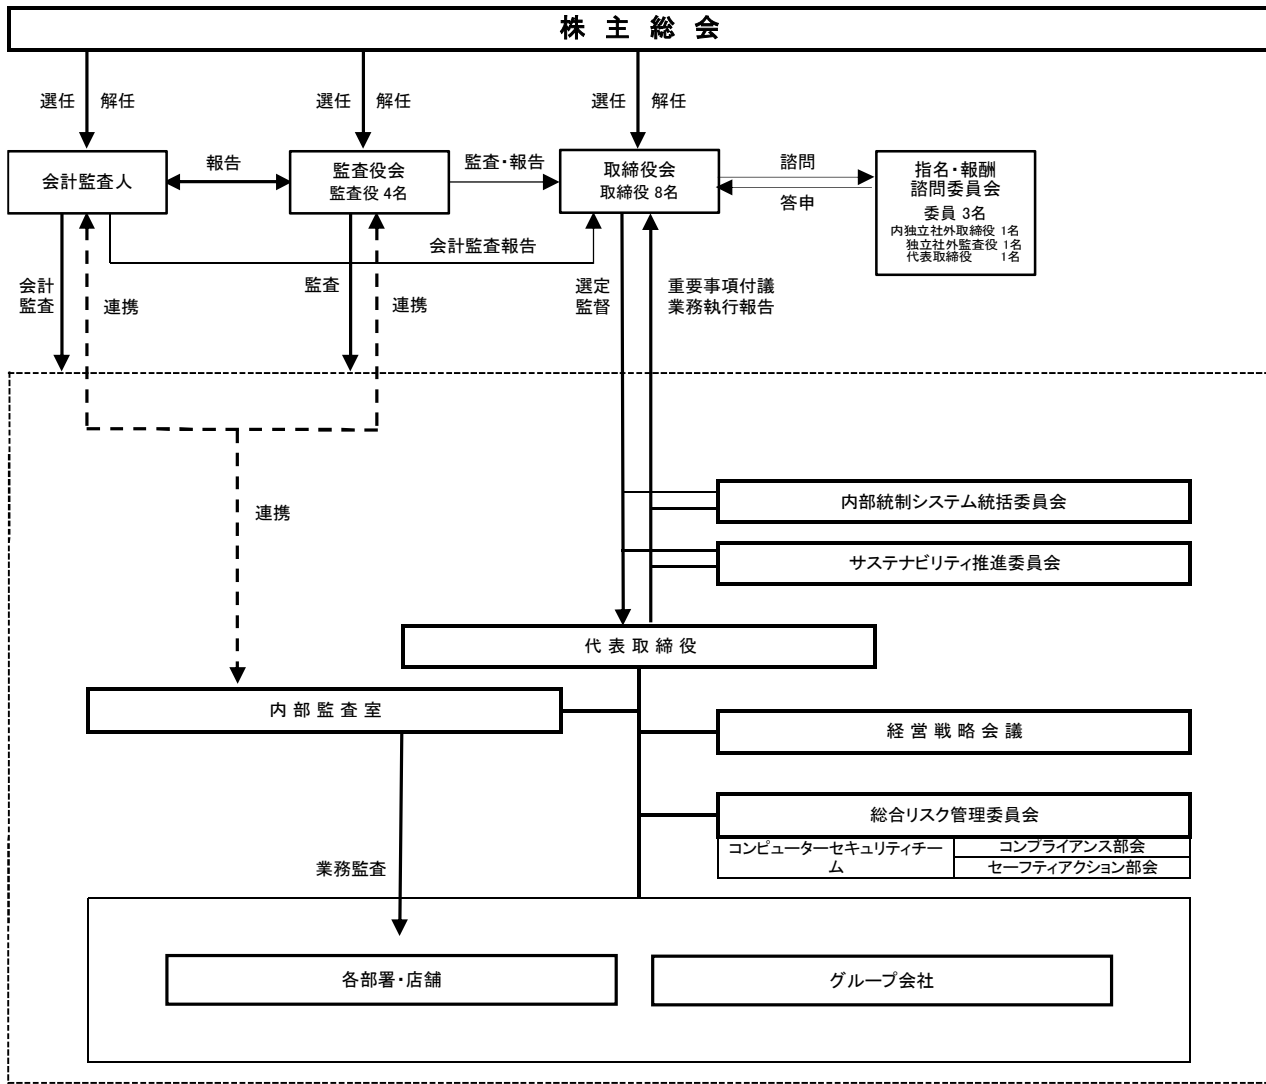 株 主 総 会
選任 解任
選任 解任
選任 解任
会計監査人
報告
監査役会
監査役 4名
監査・報告
取締役会
取締役 8名
諮問
答申
指名・報酬
諮問委員会
委員 3名
内独立社外取締役 1名
独立社外監査役 1名
代表取締役 1名
会計監査報告
会計
監査
連携
監査
連携
選定
監督
重要事項付議
業務執行報告
連携
内部統制システム統括委員会
サステナビリティ推進委員会
代 表 取 締 役
内 部 監 査 室
経 営 戦 略 会 議
総合リスク管理委員会
コンピューターセキュリティチー
ム
コンプライアンス部会
セーフティアクション部会
業務監査
各部署・店舗
グループ会社